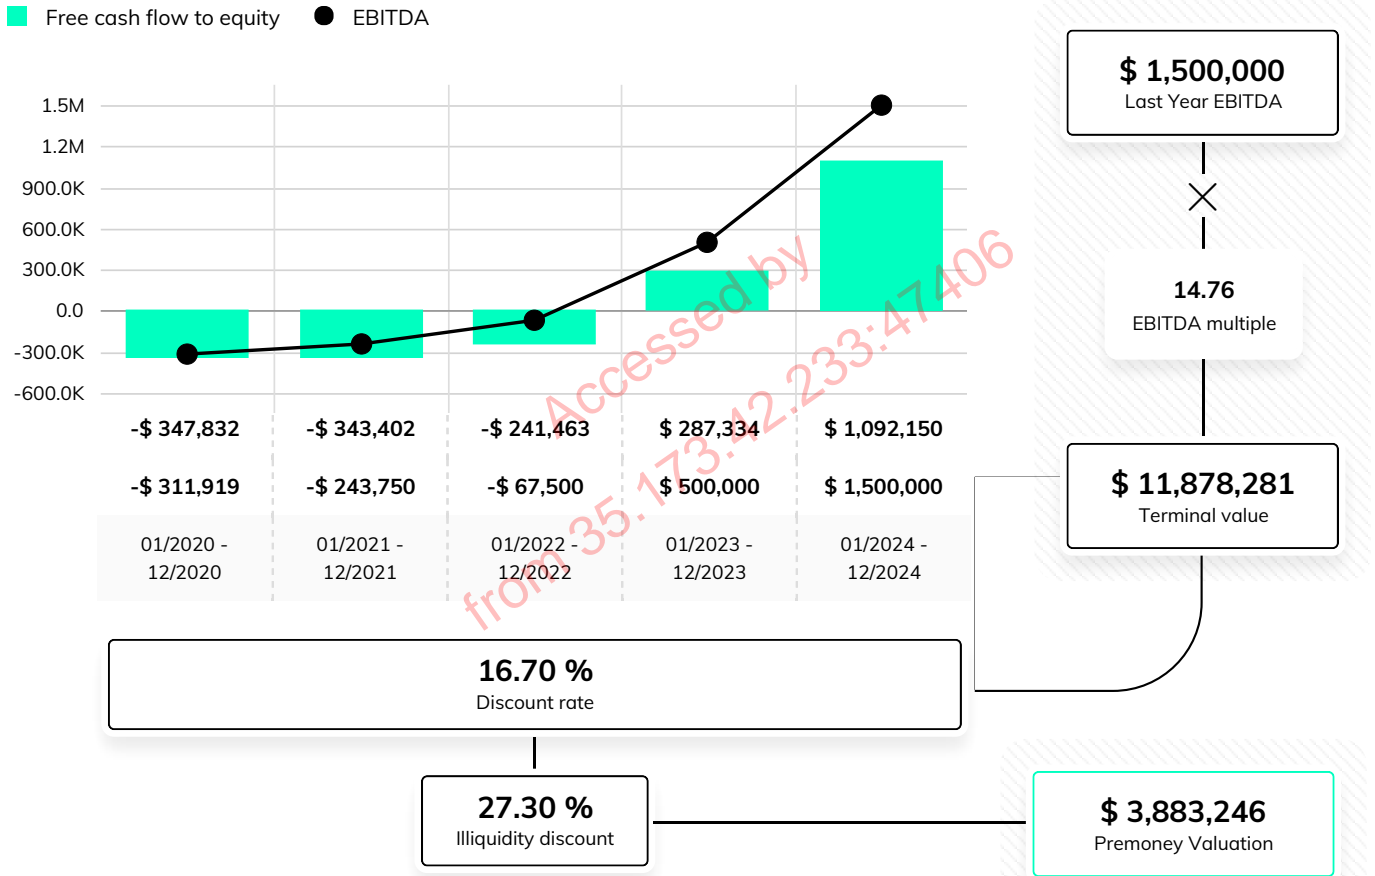 Free cash flow to equity
EBITDA
1.5M
1.2M
900.0K
600.0K
300.0K
0.0
-300.0K
-600.0K
-$ 347,832 -$ 343,402 -$ 241,463 $ 287,334 $ 1,092,150
-$ 311,919 -$ 243,750 -$ 67,500 $ 500,000 $ 1,500,000
01/2020 - 01/2021 - 01/2022 - 01/2023 - 01/2024 -
12/2020 12/2021 12/2022 12/2023 12/2024
16.70 %
Discount rate
27.30 %
Illiquidity discount
$ 1,500,000
Last Year EBITDA
14.76
EBITDA multiple
$ 11,878,281
Terminal value
$ 3,883,246
Premoney Valuation
Accessed by
from 35.173.42.233:47406